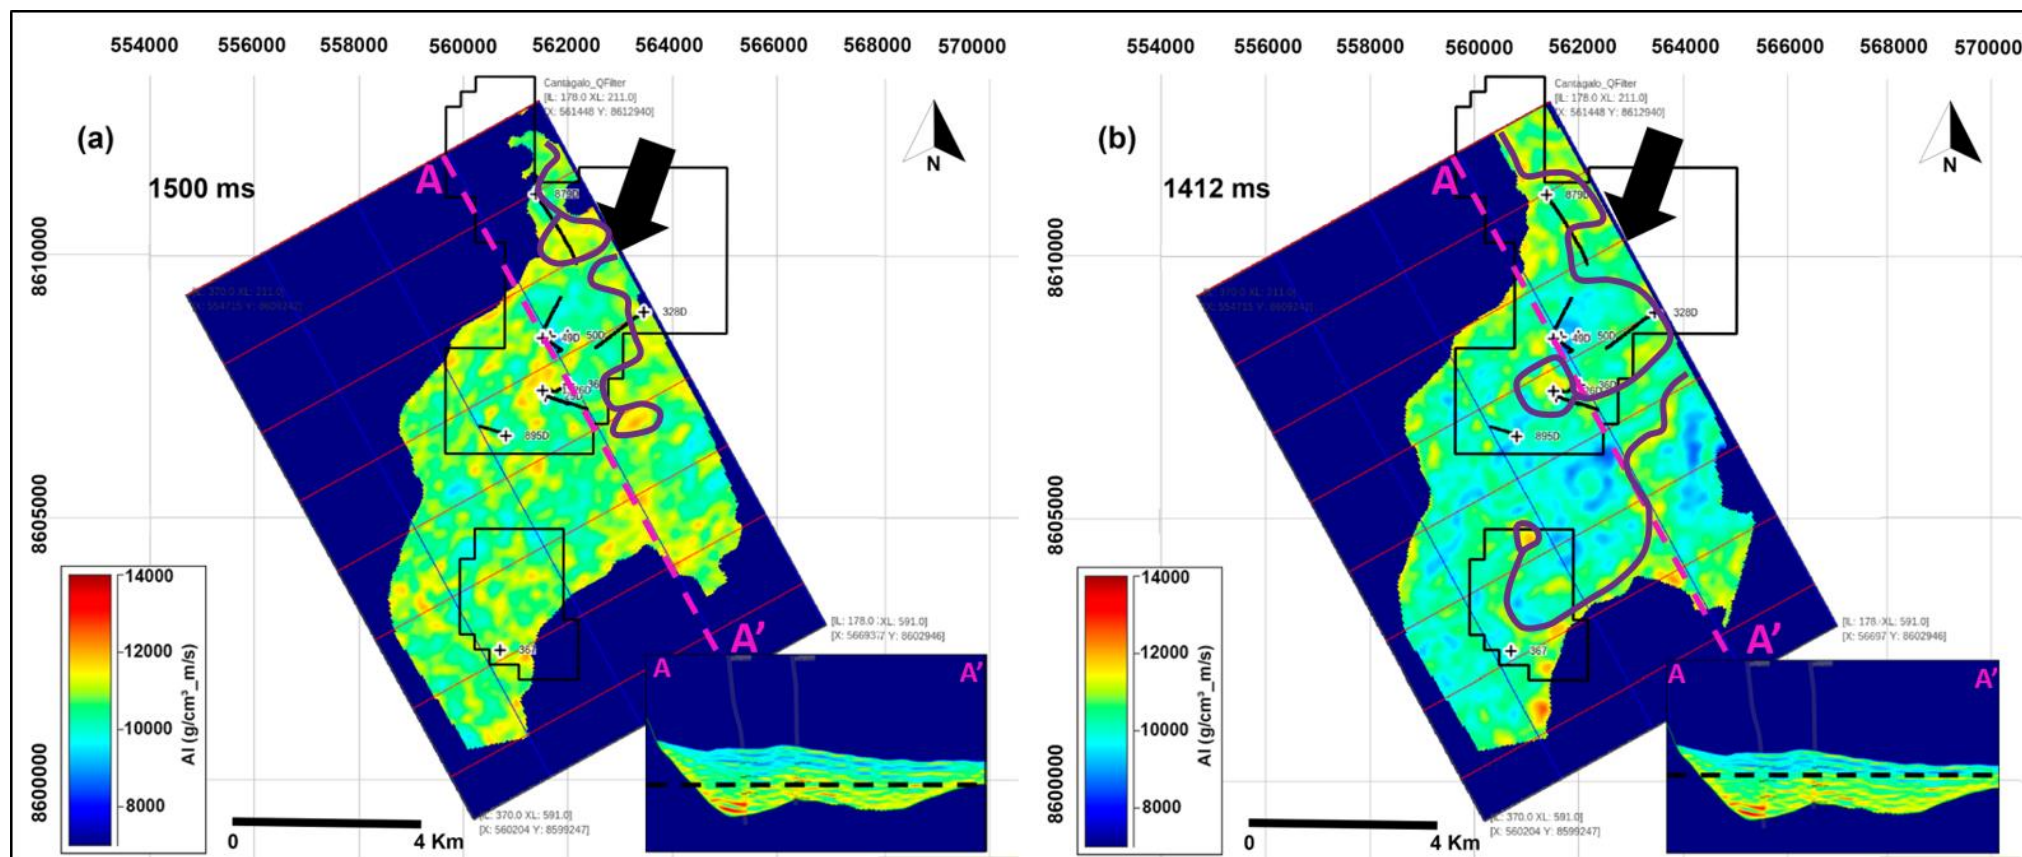 554000 556000 558000 560000 562000 564000 566000 568000 570000
Cantagalo_QFilter
[IL: 178.0 XL: 211.0]
[X: 561448 Y: 8612940]
(a)
N
A
1500 ms
879D
8610000
328D
49D 50D
895D
8605000
367
[IL: 178.0 XL: 591.0]
A'
14000
12000
10000
8000
AI (g/cm³_m/s)
A A'
8600000
[IL: 370.0 XL: 591.0]
[X: 560204 Y: 8599247]
0 4 Km
554000 556000 558000 560000 562000 564000 566000 568000 570000
Cantagalo_QFilter
[IL: 178.0 XL: 211.0]
[X: 561448 Y: 8612940]
(b)
N
A
1412 ms
879D
8610000
328D
49D 50D
36D
895D
8605000
367
A'
14000
12000
10000
8000
AI (g/cm³_m/s)
A A'
8600000
[IL: 370.0 XL: 591.0]
[X: 560204 Y: 8599247]
0 4 Km